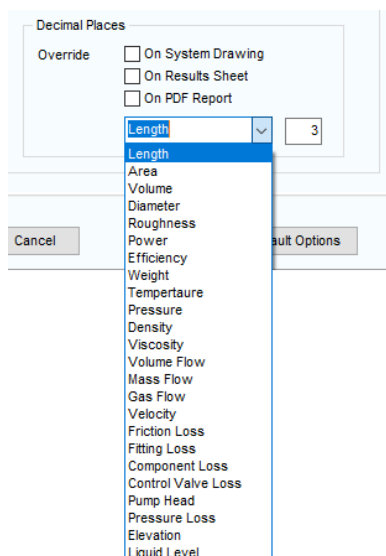 Decimal Places
Override
On System Drawing
On Results Sheet
On PDF Report
Length 3
Length
Area
Volume
Diameter
Roughness
Power
Cancel
ault Options
Efficiency
Weight
Tempertaure
Pressure
Density
Viscosity
Volume Flow
Mass Flow
Gas Flow
Velocity
Friction Loss
Fitting Loss
Component Loss
Control Valve Loss
Pump Head
Pressure Loss
Elevation
Liquid Level